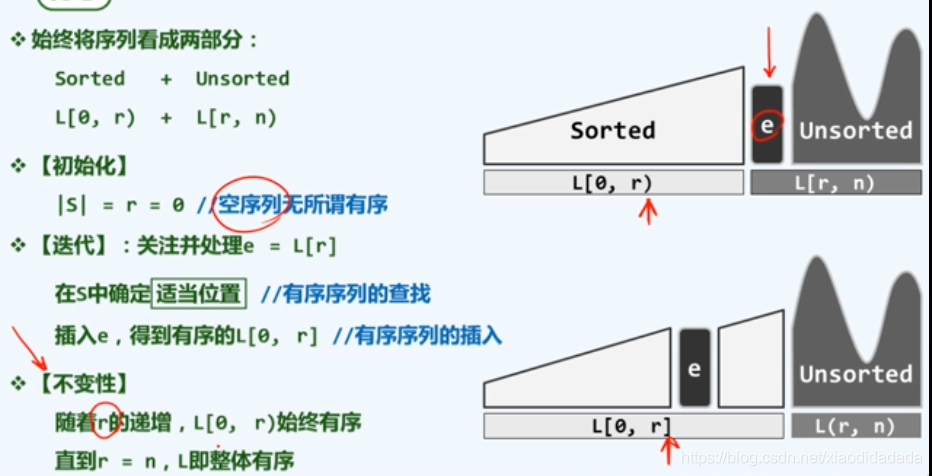 ❖ 始终将序列看成两部分：
Sorted + Unsorted
L[0, r) + L[r, n)
❖ 【初始化】
|S| = r = 0 //空序列无所谓有序
❖ 【迭代】：关注并处理e = L[r]
在S中确定适当位置 //有序序列的查找
插入e，得到有序的L[0, r] //有序序列的插入
❖ 【不变性】
随着r的递增，L[0, r)始终有序
直到r = n，L即整体有序
Sorted e Unsorted
L[0, r) L[r, n)
e Unsorted
L[0, r] L(r, n)
https://blog.csdn.net/xiaodidadada